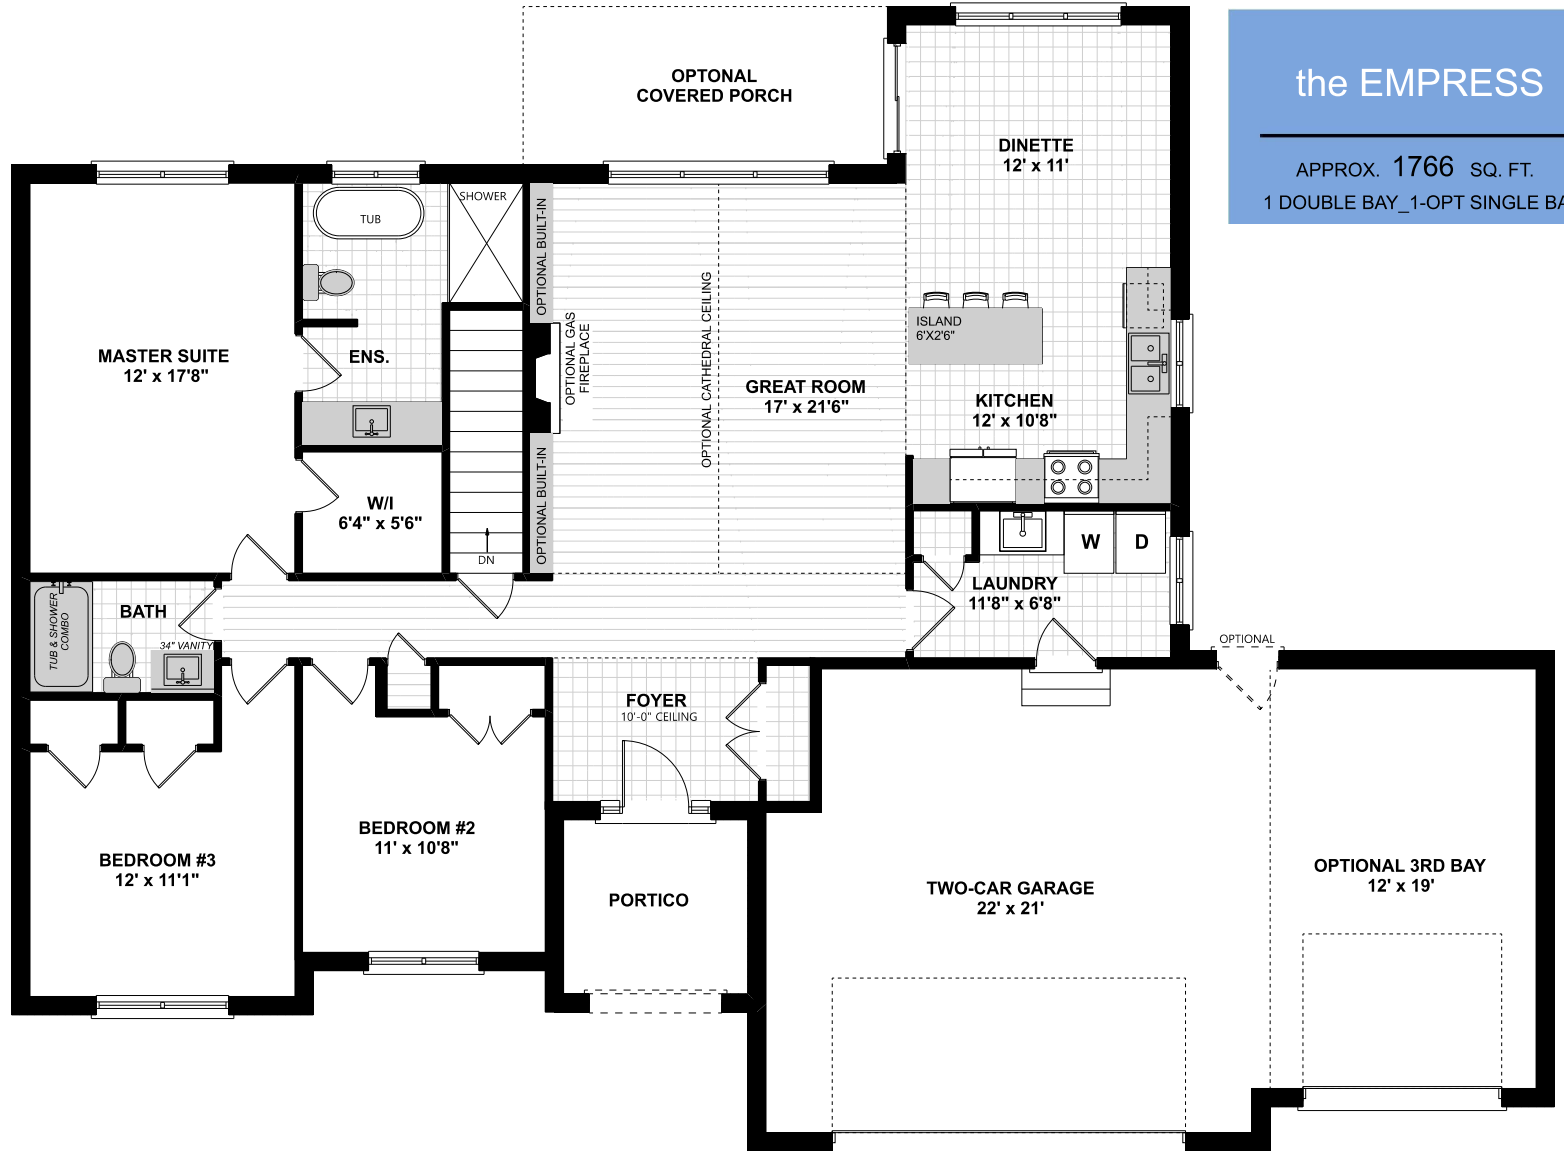 the EMPRESS
APPROX. 1766 SQ. FT.
1 DOUBLE BAY_1-OPT SINGLE BA
OPTONAL
COVERED PORCH
DINETTE
12' x 11'
SHOWER
TUB
OPTIONAL BUILT-IN
OPTIONAL CATHEDRAL CEILING
OPTIONAL GAS
FIREPLACE
ISLAND
6'X2'6"
MASTER SUITE
12' x 17'8"
ENS.
GREAT ROOM
17' x 21'6"
KITCHEN
12' x 10'8"
W/I
6'4" x 5'6"
OPTIONAL BUILT-IN
DN
W
D
LAUNDRY
11'8" x 6'8"
BATH
TUB & SHOWER
COMBO
34" VANITY
OPTIONAL
FOYER
10'-0" CEILING
BEDROOM #2
11' x 10'8"
BEDROOM #3
12' x 11'1"
PORTICO
TWO-CAR GARAGE
22' x 21'
OPTIONAL 3RD BAY
12' x 19'